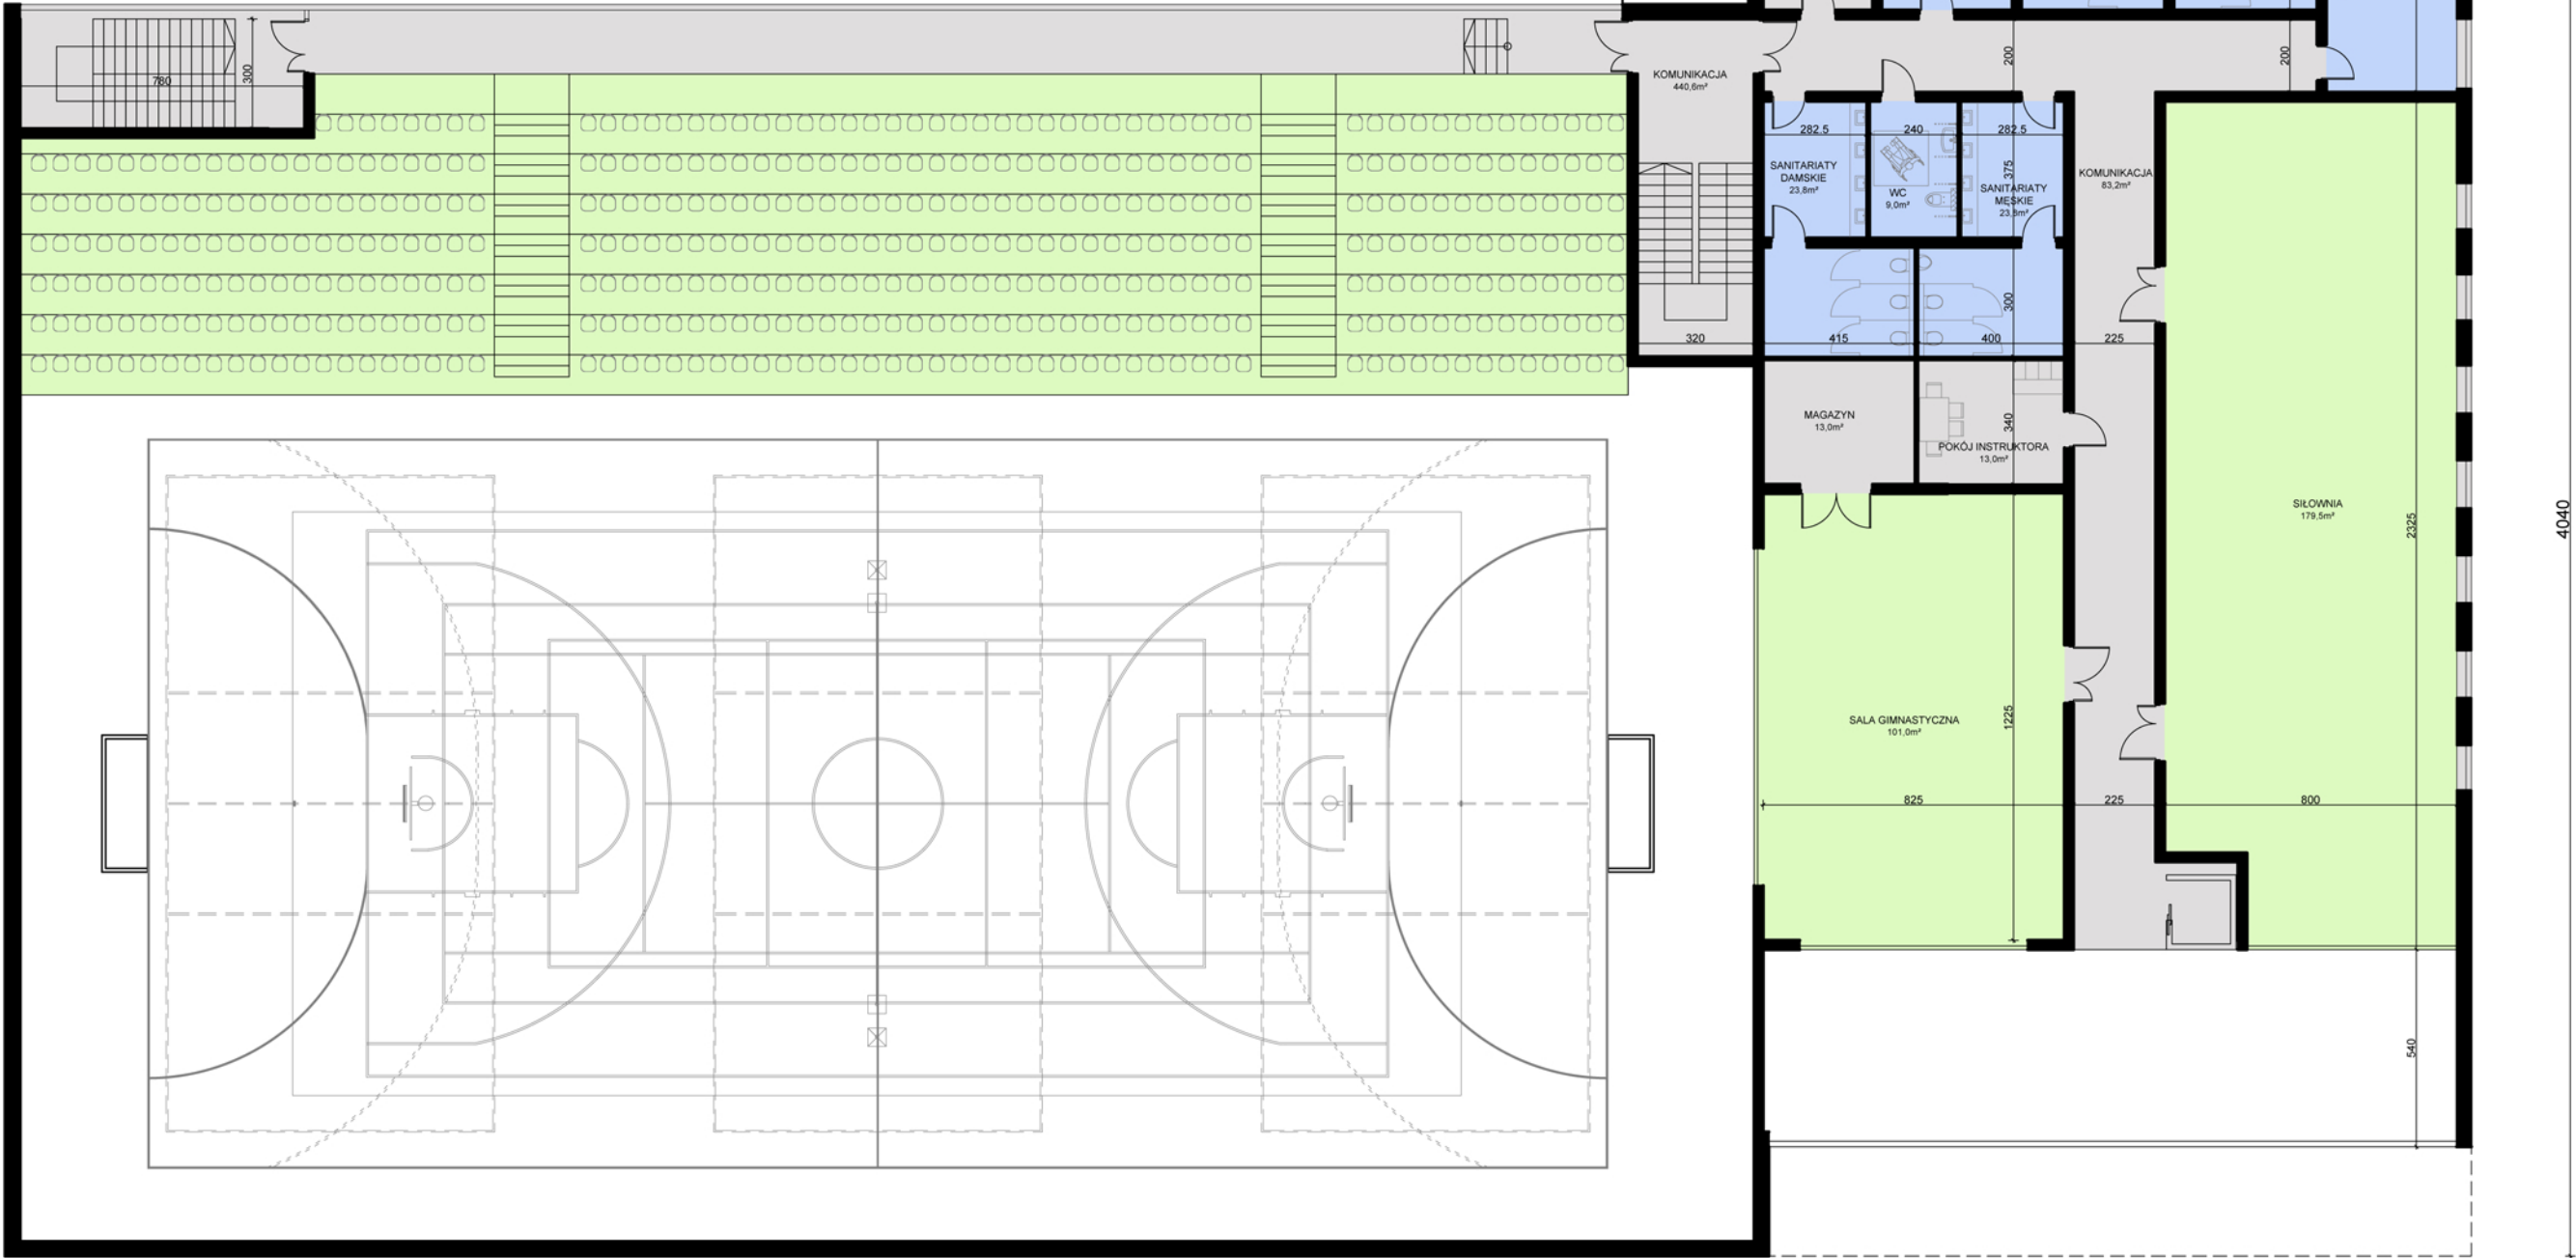 780
300
KOMUNIKACJA
440,6m²
200
200
282.5
240
282.5
SANITARIATY
DAMSKIE
23,8m²
WC
9,0m²
375
SANITARIATY
MĘSKIE
23,8m²
KOMUNIKACJA
83,2m²
300
320
415
400
225
MAGAZYN
13,0m²
340
POKÓJ INSTRUKTORA
13,0m²
SIŁOWNIA
179,5m²
2325
4040
SALA GIMNASTYCZNA
101,0m²
1225
825
225
800
540